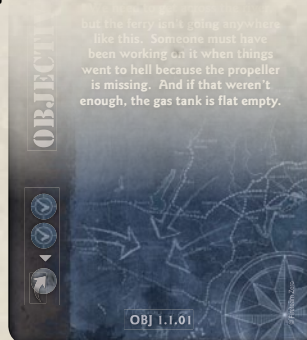 OBJECTI
but the ferry isn't going anywhere
like this. Someone must have
been working on it when things
went to hell because the propeller
is missing. And if that weren't
enough, the gas tank is flat empty.
OBJ 1.1.01